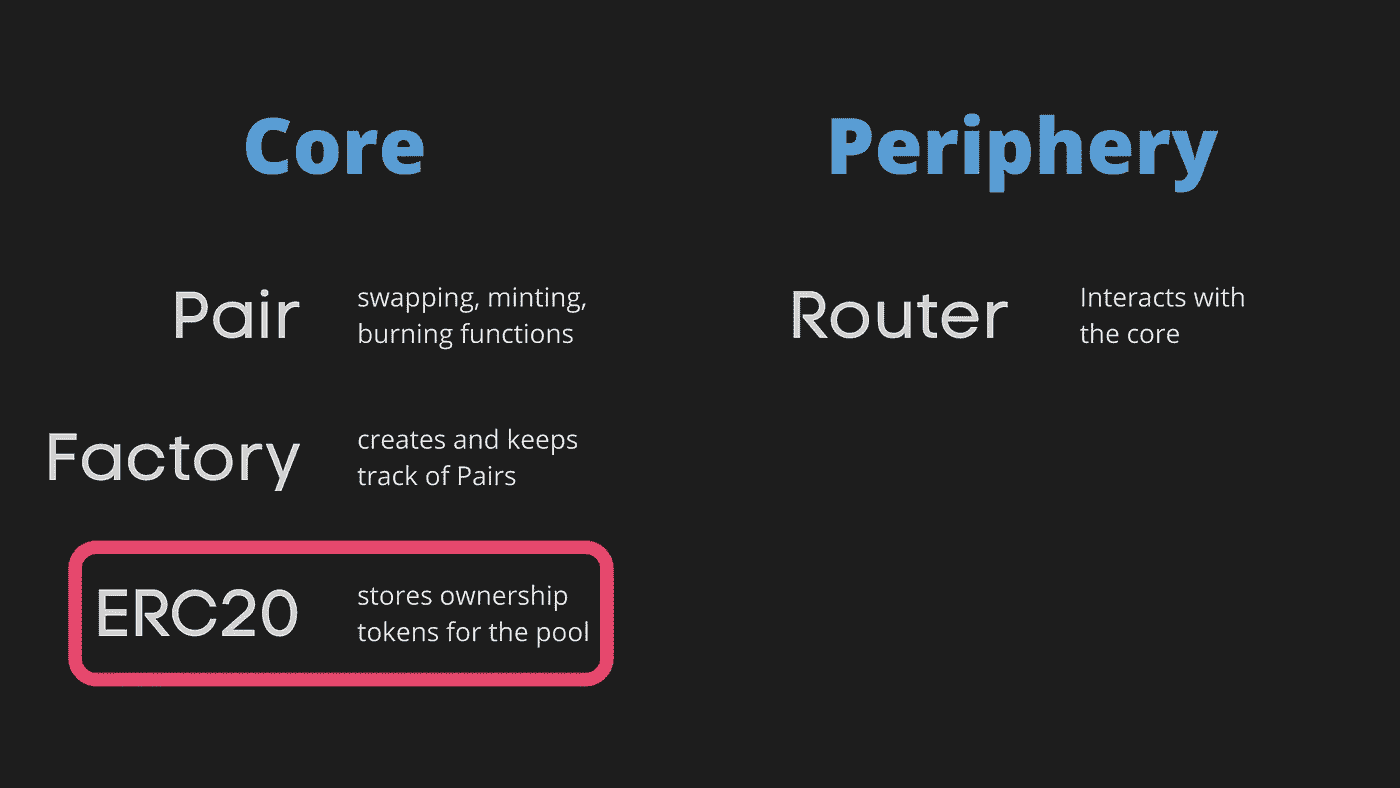 Core
Pair
swapping, minting,
burning functions
Factory
creates and keeps
track of Pairs
ERC20
stores ownership
tokens for the pool
Periphery
Router
Interacts with
the core